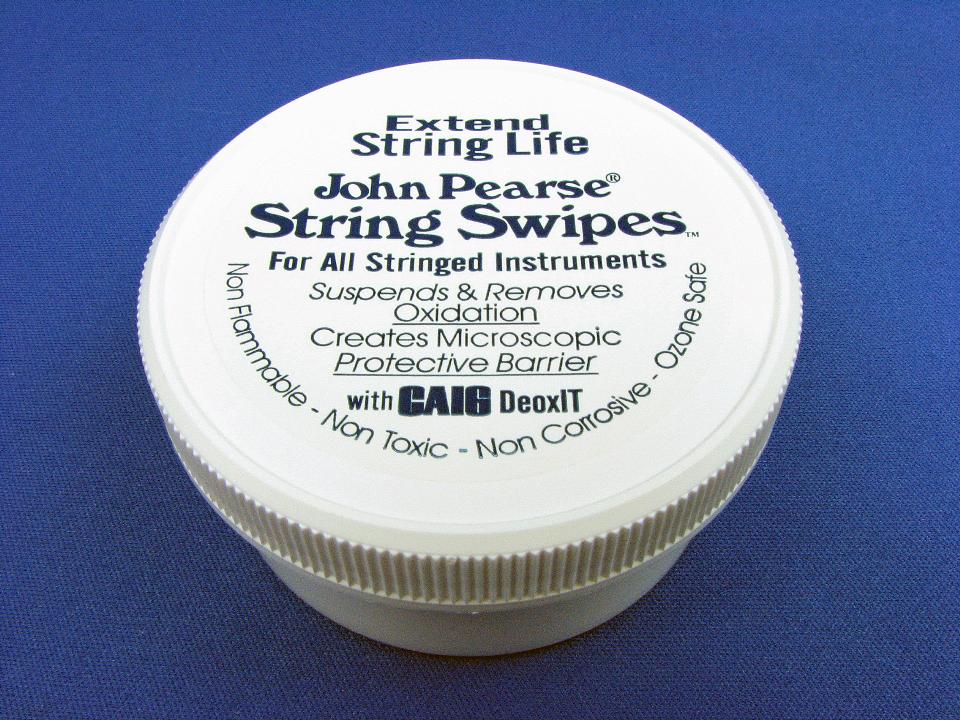 Extend
String Life
John Pearse®
String Swipes™
For All Stringed Instruments
Suspends & Removes
Oxidation
Creates Microscopic
Protective Barrier
with CAIG DeoxIT
Non Flammable - Non Toxic - Non Corrosive - Ozone Safe